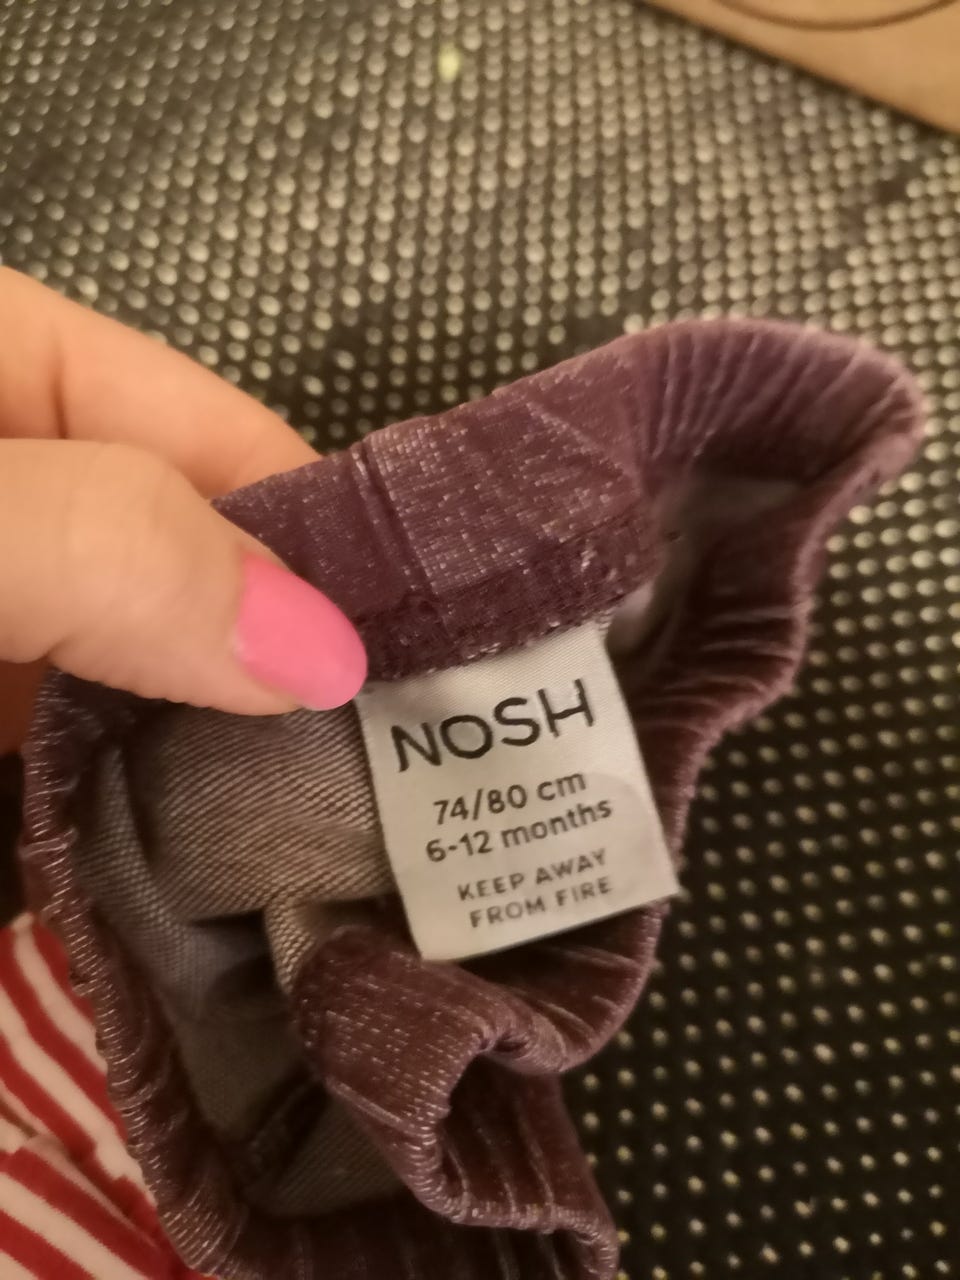 NOSH
74/80 cm
6-12 months
KEEP AWAY
FROM FIRE